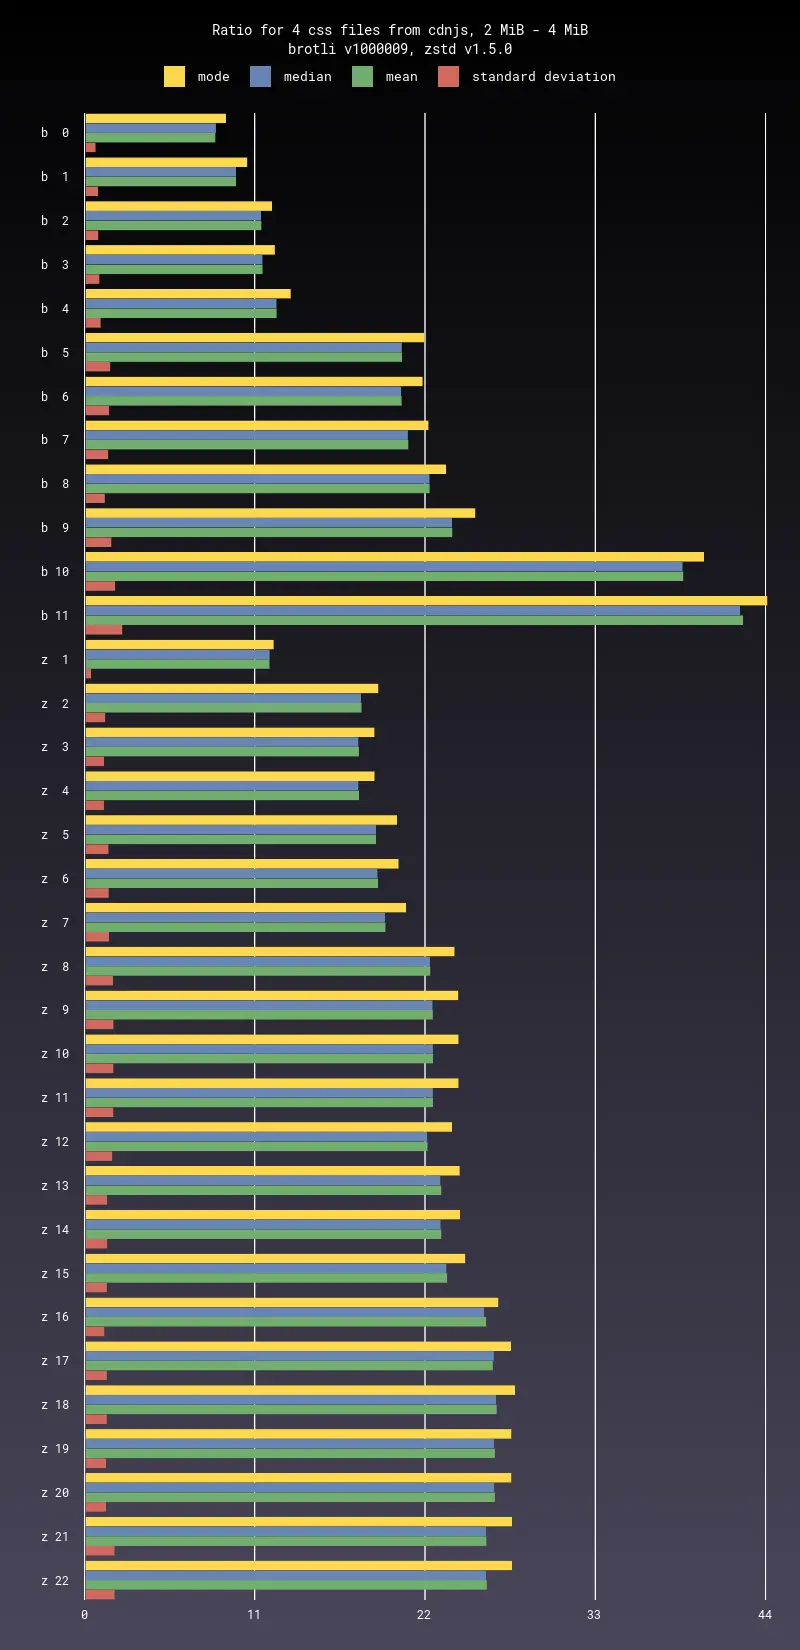 Ratio for 4 css files from cdnjs, 2 MiB - 4 MiB
brotli v1000009, zstd v1.5.0
mode median mean standard deviation
b 0
b 1
b 2
b 3
b 4
b 5
b 6
b 7
b 8
b 9
b 10
b 11
z 1
z 2
z 3
z 4
z 5
z 6
z 7
z 8
z 9
z 10
z 11
z 12
z 13
z 14
z 15
z 16
z 17
z 18
z 19
z 20
z 21
z 22
0 11 22 33 44